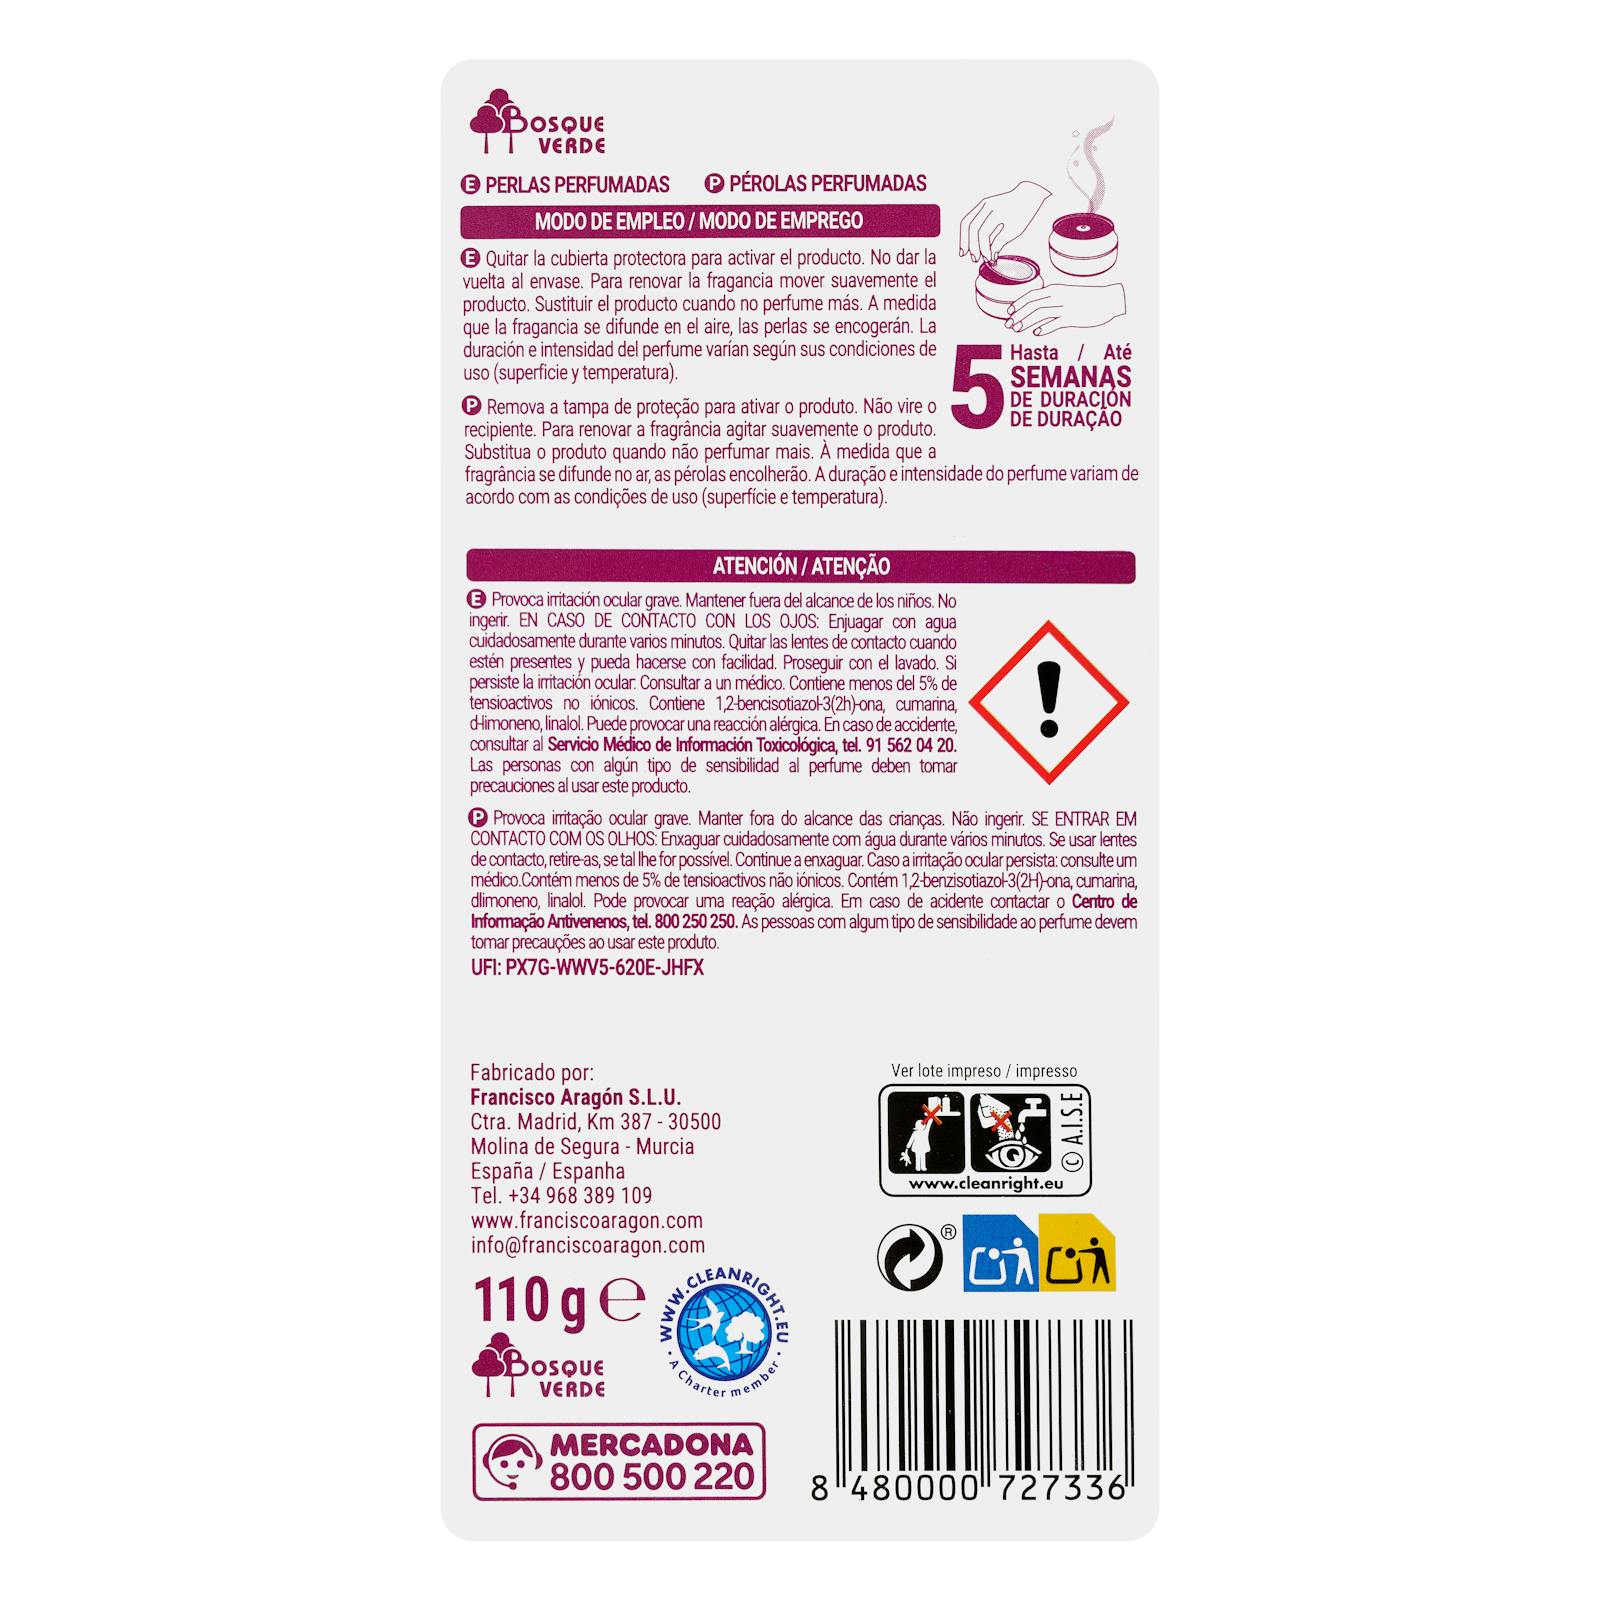 BOSQUE
VERDE
E PERLAS PERFUMADAS
P PÉROLAS PERFUMADAS
MODO DE EMPLEO / MODO DE EMPREGO
E Quitar la cubierta protectora para activar el producto. No dar la
vuelta al envase. Para renovar la fragancia mover suavemente el
producto. Sustituir el producto cuando no perfume más. A medida
que la fragancia se difunde en el aire, las perlas se encogerán. La
duración e intensidad del perfume varían según sus condiciones de
uso (superficie y temperatura).
P Remova a tampa de proteção para ativar o produto. Não vire o
recipiente. Para renovar a fragrância agitar suavemente o produto.
Substitua o produto quando não perfumar mais. À medida que a
fragrância se difunde no ar, as pérolas encolherão. A duração e intensidade do perfume variam de
acordo com as condições de uso (superfície e temperatura).
5
Hasta / Até
SEMANAS
DE DURACIÓN
DE DURAÇÃO
ATENCIÓN / ATENÇÃO
E Provoca irritación ocular grave. Mantener fuera del alcance de los niños. No
ingerir. EN CASO DE CONTACTO CON LOS OJOS: Enjuagar con agua
cuidadosamente durante varios minutos. Quitar las lentes de contacto cuando
estén presentes y pueda hacerse con facilidad. Proseguir con el lavado. Si
persiste la irritación ocular: Consultar a un médico. Contiene menos del 5% de
tensioactivos no iónicos. Contiene 1,2-bencisotiazol-3(2h)-ona, cumarina,
d-limoneno, linalol. Puede provocar una reacción alérgica. En caso de accidente,
consultar al Servicio Médico de Información Toxicológica, tel. 91 562 04 20.
Las personas con algún tipo de sensibilidad al perfume deben tomar
precauciones al usar este producto.
P Provoca irritação ocular grave. Manter fora do alcance das crianças. Não ingerir. SE ENTRAR EM
CONTACTO COM OS OLHOS: Enxaguar cuidadosamente com água durante vários minutos. Se usar lentes
de contacto, retire-as, se tal lhe for possível. Continue a enxaguar. Caso a irritação ocular persista: consulte um
médico.Contém menos de 5% de tensioactivos não iónicos. Contém 1,2-benzisotiazol-3(2H)-ona, cumarina,
dlimoneno, linalol. Pode provocar uma reação alérgica. Em caso de acidente contactar o Centro de
Informação Antivenenos, tel. 800 250 250. As pessoas com algum tipo de sensibilidade ao perfume devem
tomar precauções ao usar este produto.
UFI: PX7G-WWV5-620E-JHFX
Fabricado por:
Francisco Aragón S.L.U.
Ctra. Madrid, Km 387 - 30500
Molina de Segura - Murcia
España / Espanha
Tel. +34 968 389 109
www.franciscoaragon.com
info@franciscoaragon.com
110 g e
WWW.CLEANRIGHT.EU
• A Charter member •
BOSQUE
VERDE
MERCADONA
800 500 220
Ver lote impreso / impresso
© A.I.S.E
www.cleanright.eu
®
8 480000 727336